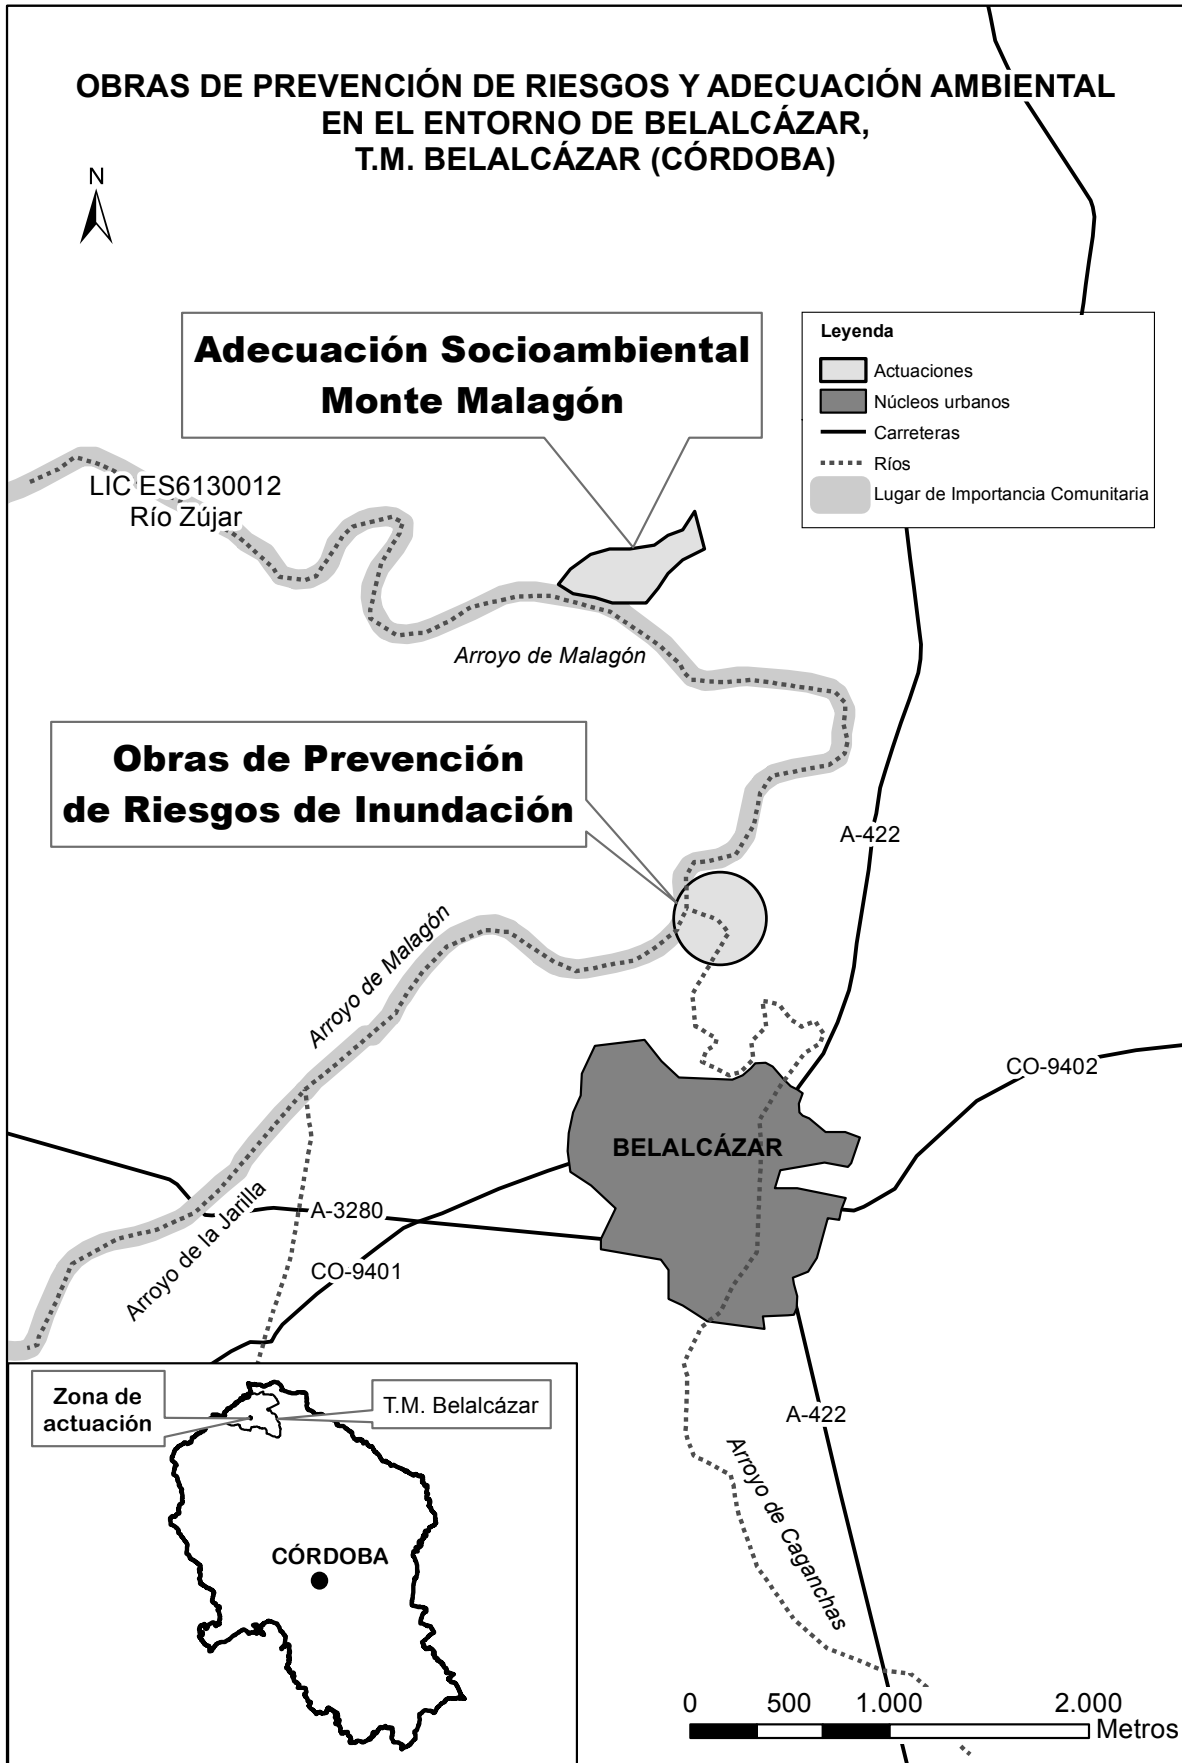 OBRAS DE PREVENCIÓN DE RIESGOS Y ADECUACIÓN AMBIENTAL
EN EL ENTORNO DE BELALCÁZAR,
T.M. BELALCÁZAR (CÓRDOBA)
N
Adecuación Socioambiental
Monte Malagón
Leyenda
Actuaciones
Núcleos urbanos
Carreteras
Ríos
Lugar de Importancia Comunitaria
LIC ES6130012
Río Zújar
Arroyo de Malagón
Obras de Prevención
de Riesgos de Inundación
A-422
Arroyo de Malagón
CO-9402
BELALCÁZAR
Arroyo de la Jarilla
A-3280
CO-9401
Zona de
actuación
T.M. Belalcázar
A-422
Arroyo de Caganchas
CÓRDOBA
0 500 1.000 2.000
Metros